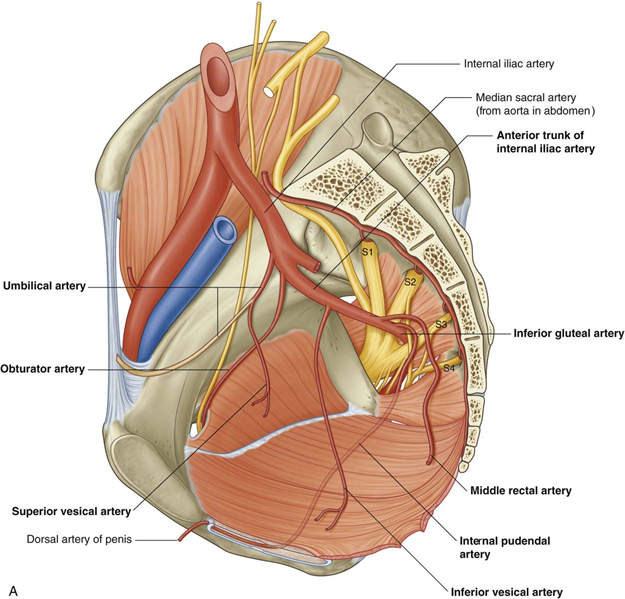 Internal iliac artery
Median sacral artery
(from aorta in abdomen)
Anterior trunk of
internal iliac artery
S1
S2
Umbilical artery
S3
Inferior gluteal artery
Obturator artery
S4
Middle rectal artery
Superior vesical artery
Dorsal artery of penis
Internal pudendal
artery
A
Inferior vesical artery